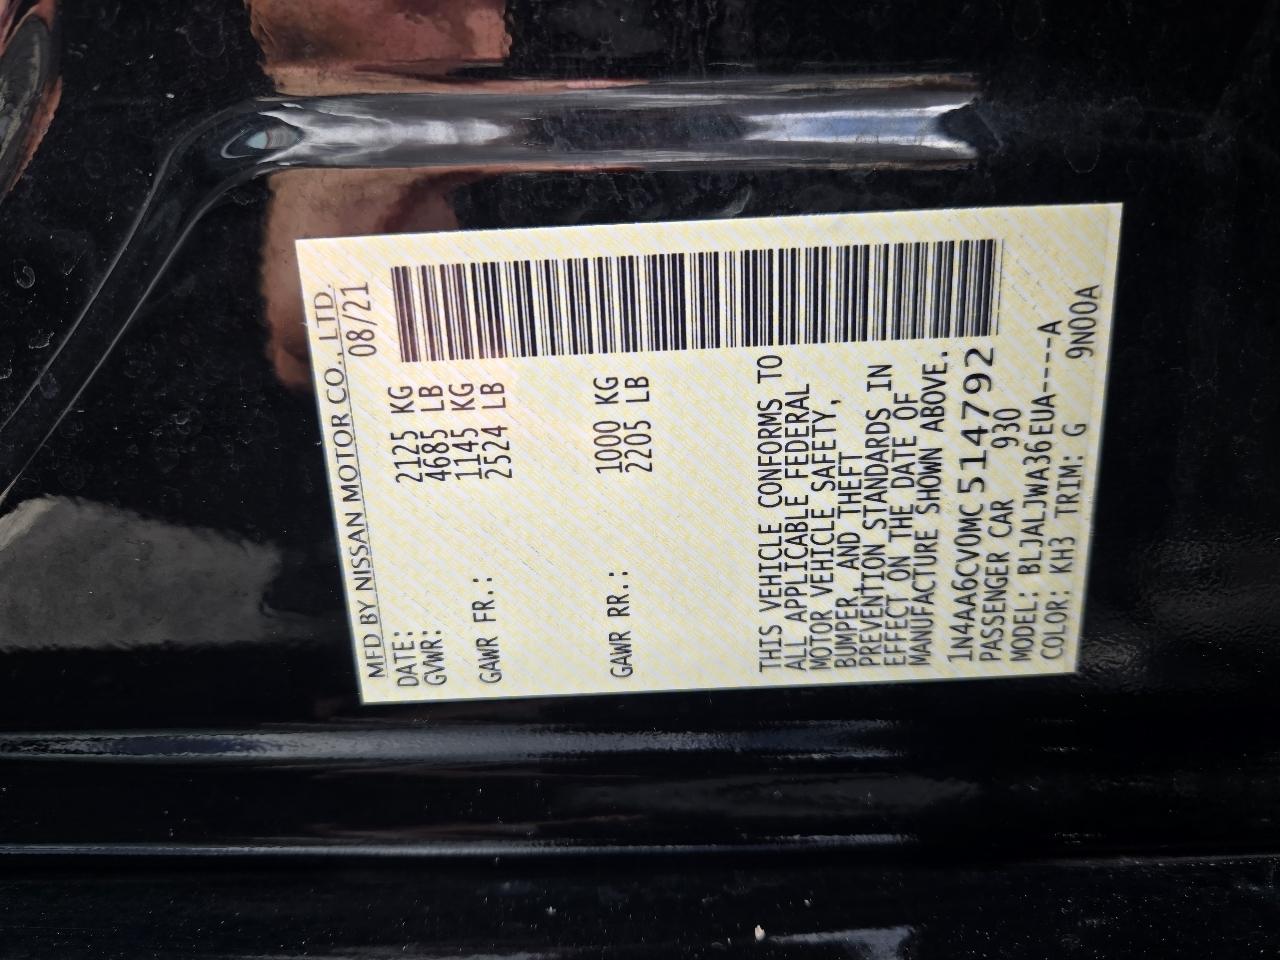 MFD BY NISSAN MOTOR CO., LTD.
DATE: 08/21
GVWR: 2125 KG
4685 LB
GAWR FR.: 1145 KG
2524 LB
GAWR RR.: 1000 KG
2205 LB
THIS VEHICLE CONFORMS TO
ALL APPLICABLE FEDERAL
MOTOR VEHICLE SAFETY,
BUMPER, AND THEFT
PREVENTION STANDARDS IN
EFFECT ON THE DATE OF
MANUFACTURE SHOWN ABOVE.
1N4AA6CV0MC514792
PASSENGER CAR 930
MODEL: BLJALJWA36EUA-----A
COLOR: KH3 TRIM: G 9N00A